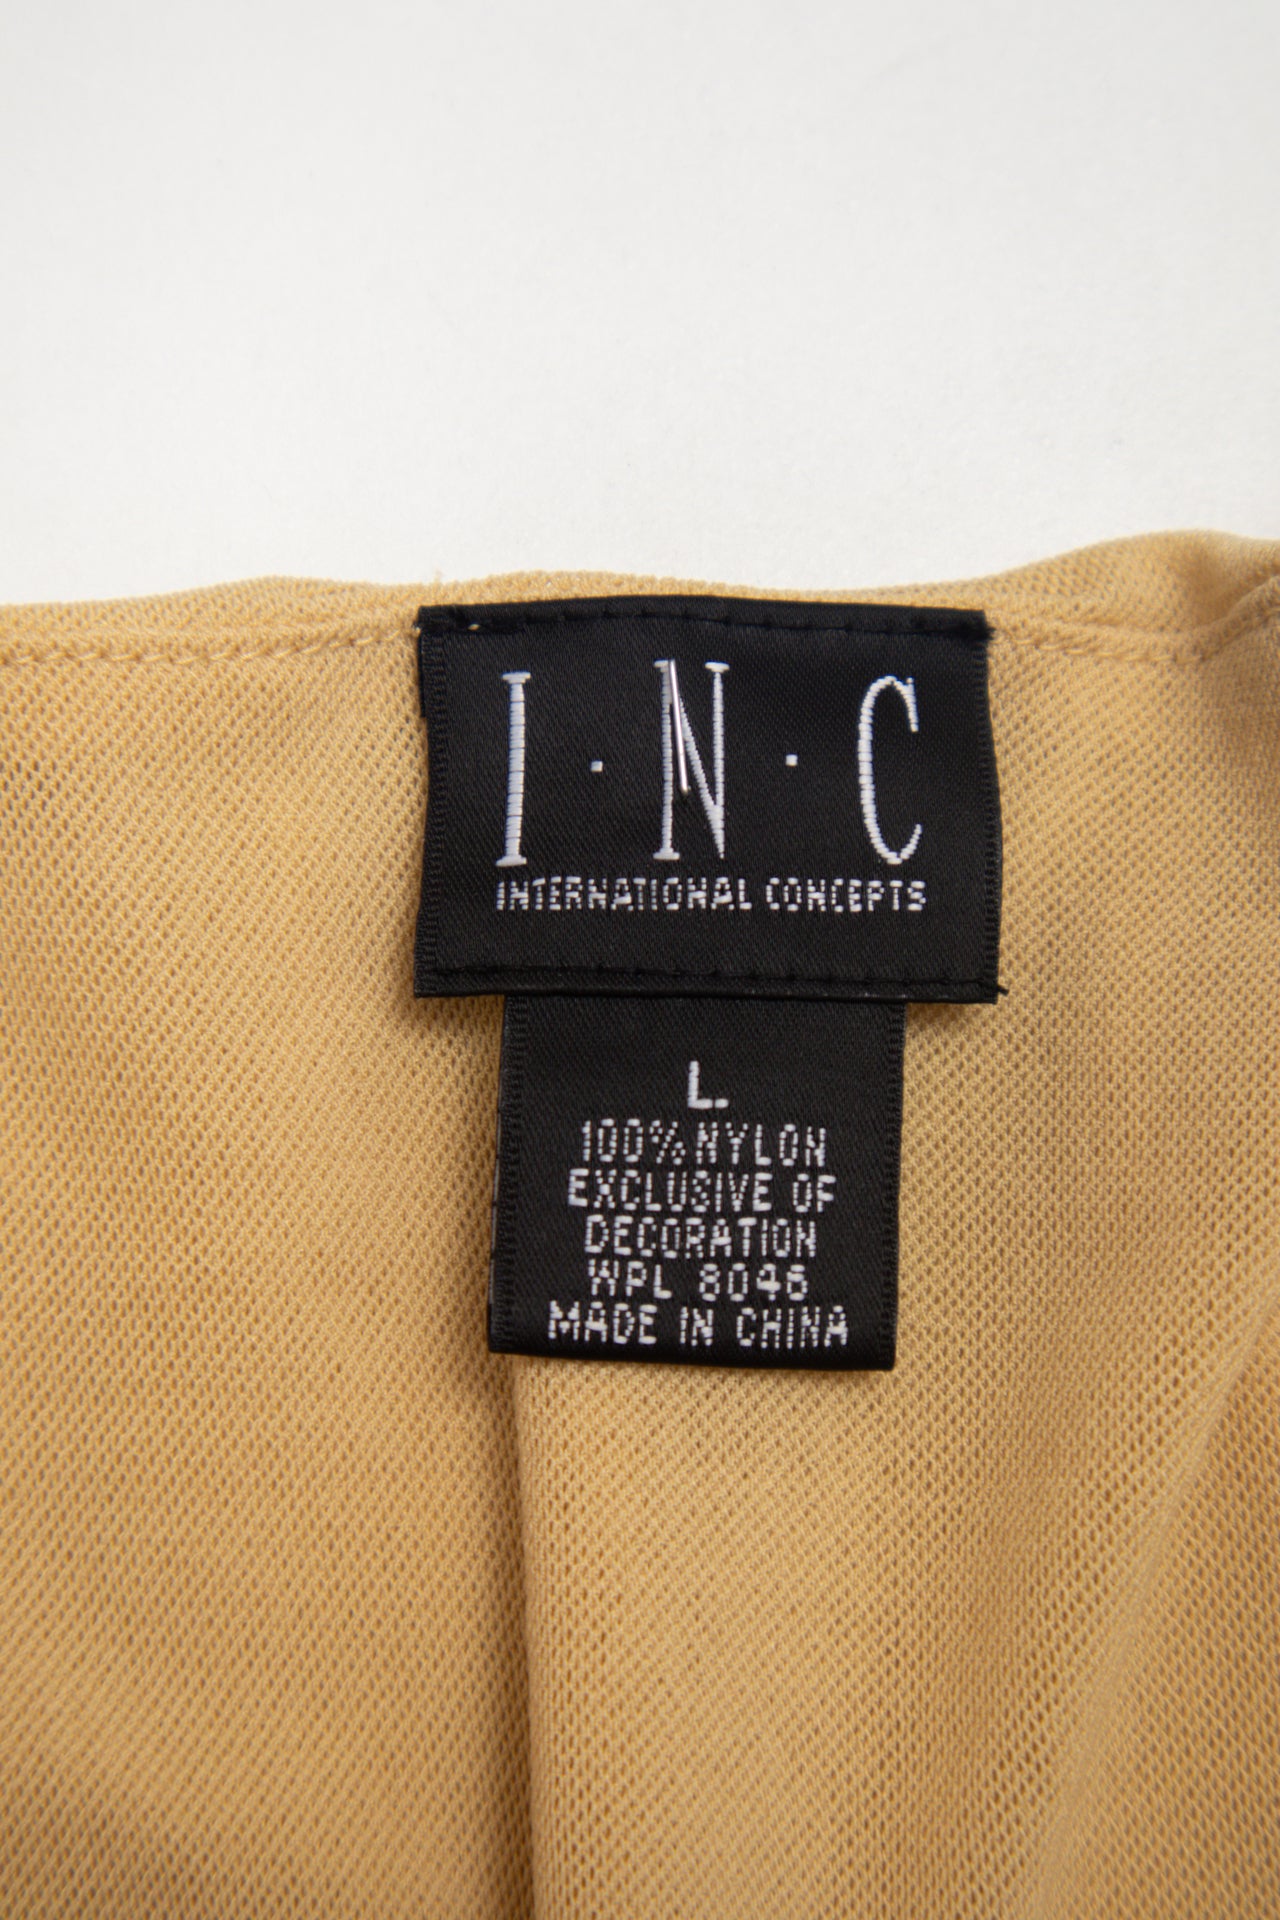 I·N·C
INTERNATIONAL CONCEPTS
L.
100% NYLON
EXCLUSIVE OF
DECORATION
WPL 8046
MADE IN CHINA